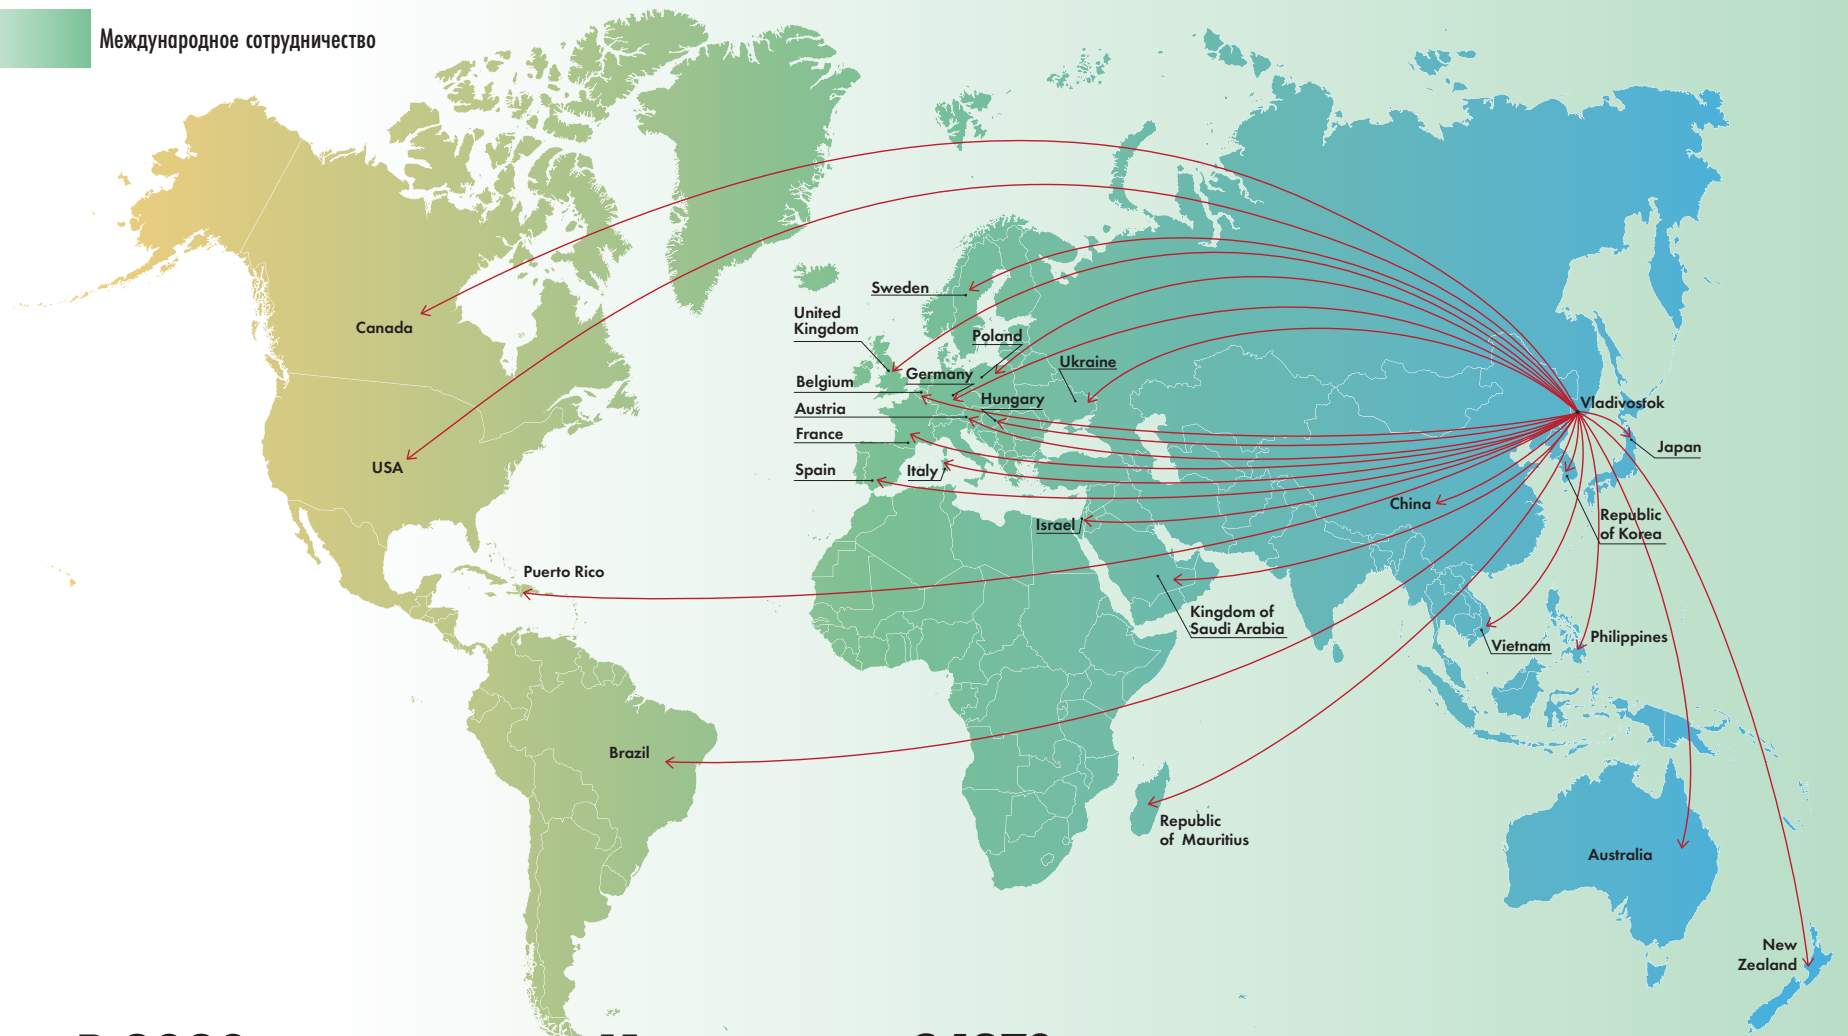 Международное сотрудничество
Sweden
United
Kingdom
Poland
Ukraine
Canada
Germany
Belgium
Hungary
Vladivostok
Austria
France
Japan
USA
Spain
Italy
China
Israel
Republic
of Korea
Puerto Rico
Kingdom of
Saudi Arabia
Philippines
Vietnam
Brazil
Republic
of Mauritius
Australia
New
Zealand